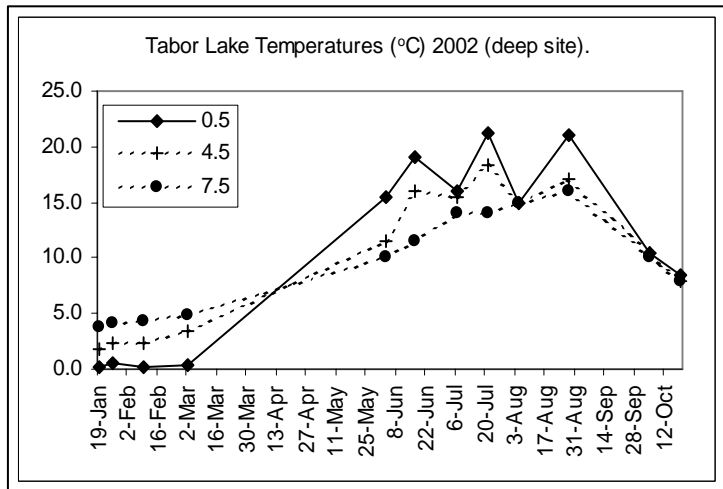 Tabor Lake Temperatures (°C) 2002 (deep site).
25.0
20.0
15.0
10.0
5.0
0.0
0.5
4.5
7.5
19-Jan
2-Feb
16-Feb
2-Mar
16-Mar
30-Mar
13-Apr
27-Apr
11-May
25-May
8-Jun
22-Jun
6-Jul
20-Jul
3-Aug
17-Aug
31-Aug
14-Sep
28-Sep
12-Oct